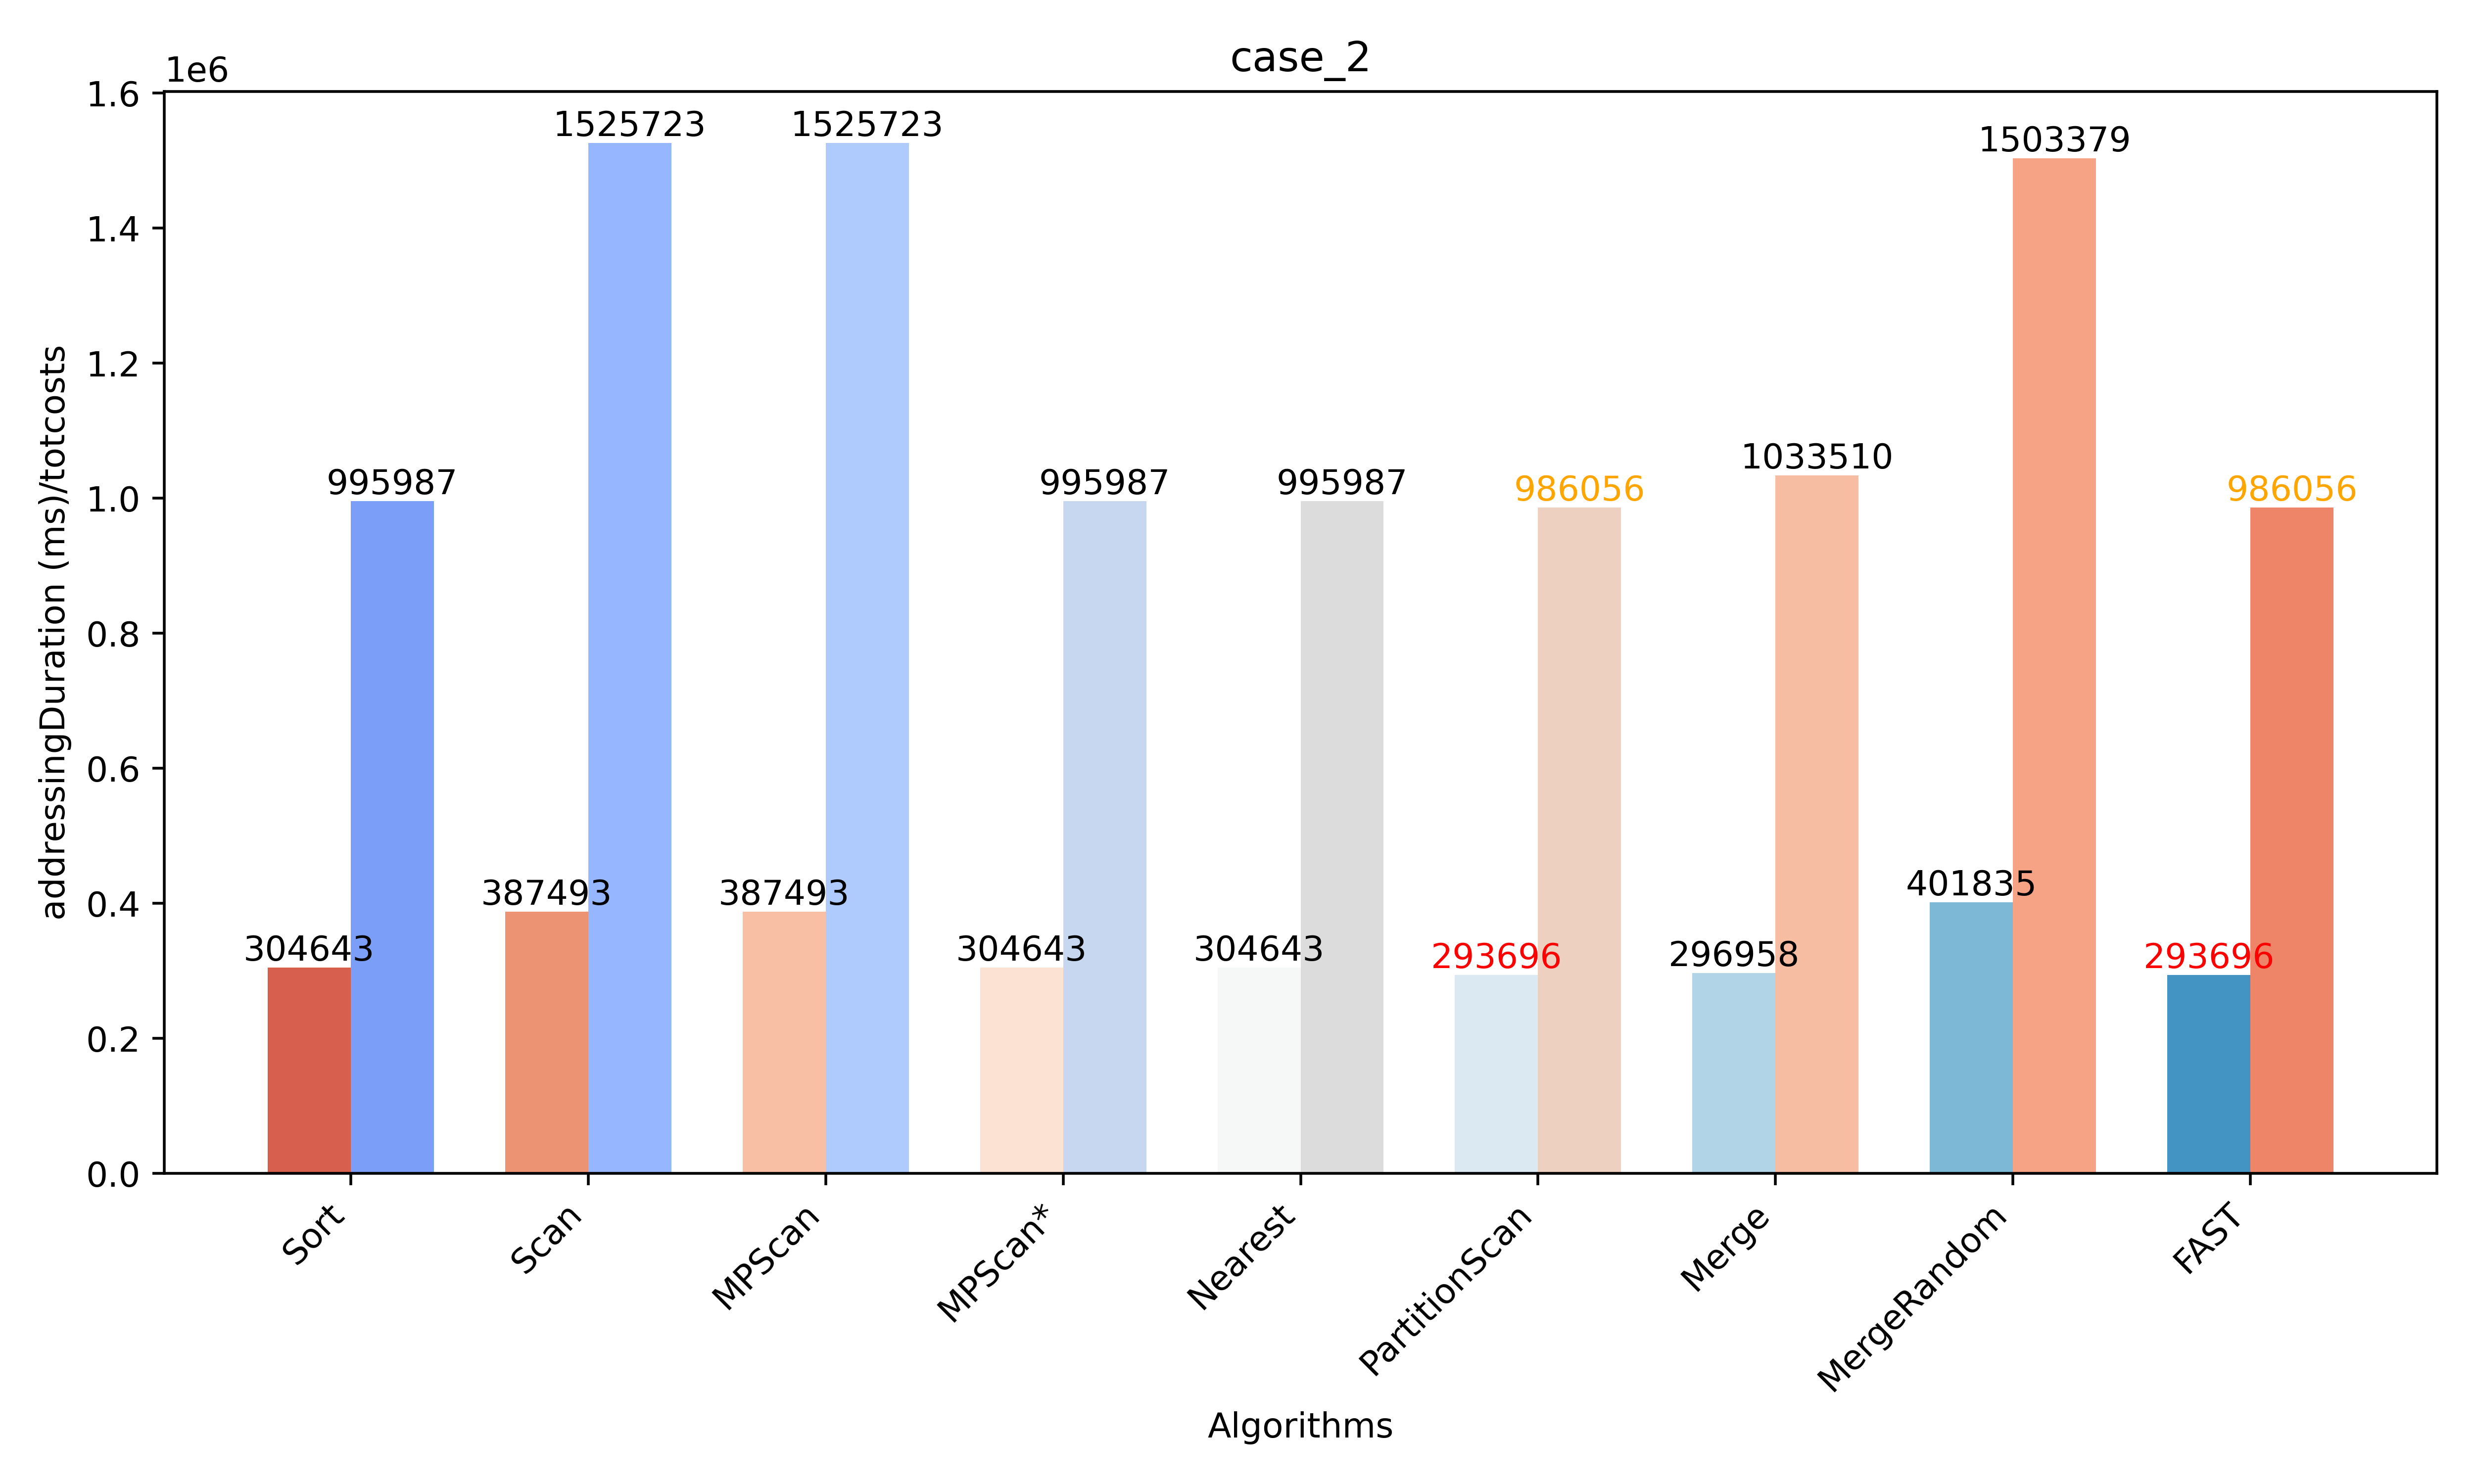 case_2
1e6
1.6
1.4
1.2
1.0
0.8
0.6
0.4
0.2
0.0
addressingDuration (ms)/totcosts
304643
995987
387493
1525723
387493
1525723
304643
995987
304643
995987
293696
986056
296958
1033510
401835
1503379
293696
986056
Sort
Scan
MPScan
MPScan*
Nearest
PartitionScan
Merge
MergeRandom
FAST
Algorithms